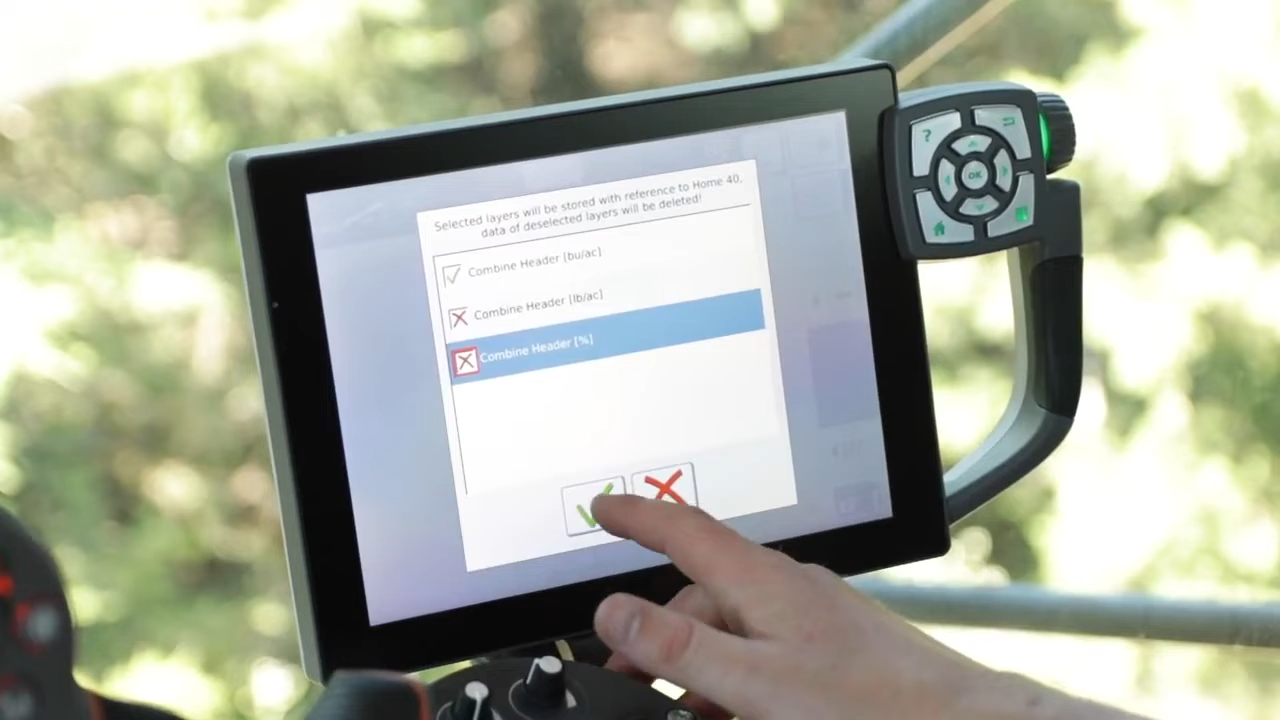 Selected layers will be stored with reference to Home 40,
data of deselected layers will be deleted!
Combine Header [bu/ac]
Combine Header [lb/ac]
Combine Header [%]
?
OK